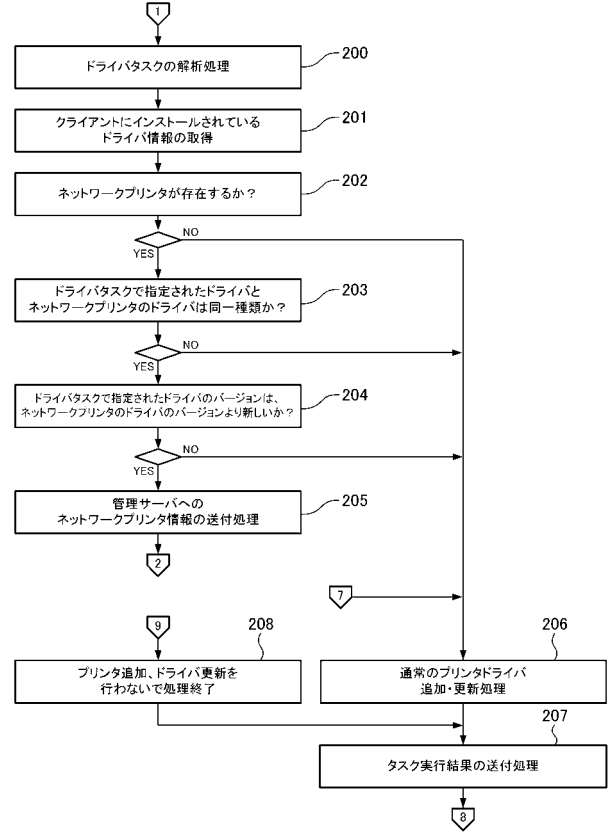 1
ドライバタスクの解析処理
200
クライアントにインストールされている
ドライバ情報の取得
201
ネットワークプリンタが存在するか?
202
NO
YES
ドライバタスクで指定されたドライバと
ネットワークプリンタのドライバは同一種類か?
203
NO
YES
ドライバタスクで指定されたドライバのバージョンは、
ネットワークプリンタのドライバのバージョンより新しいか?
204
NO
YES
管理サーバへの
ネットワークプリンタ情報の送付処理
205
2
7
9
208
206
プリンタ追加、ドライバ更新を
行わないで処理終了
通常のプリンタドライバ
追加・更新処理
207
タスク実行結果の送付処理
8